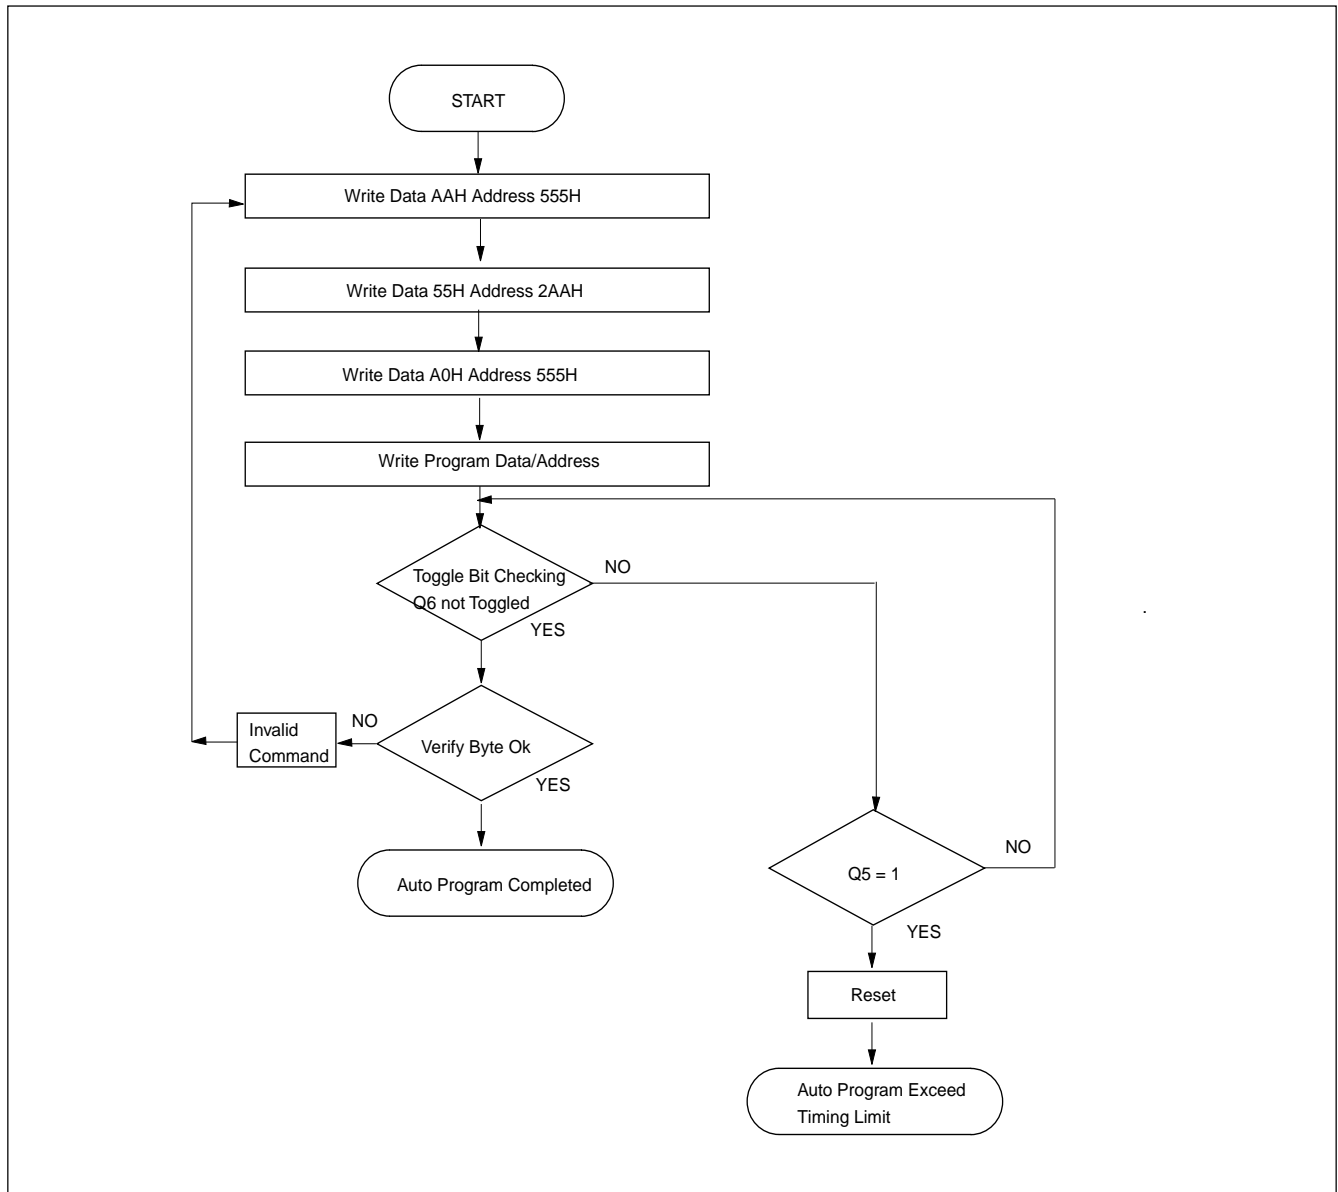 START
Write Data AAH Address 555H
Write Data 55H Address 2AAH
Write Data A0H Address 555H
Write Program Data/Address
Toggle Bit Checking
Q6 not Toggled
NO
YES
Invalid
Command
NO
Verify Byte Ok
YES
Auto Program Completed
Q5 = 1
NO
YES
Reset
Auto Program Exceed
Timing Limit
.